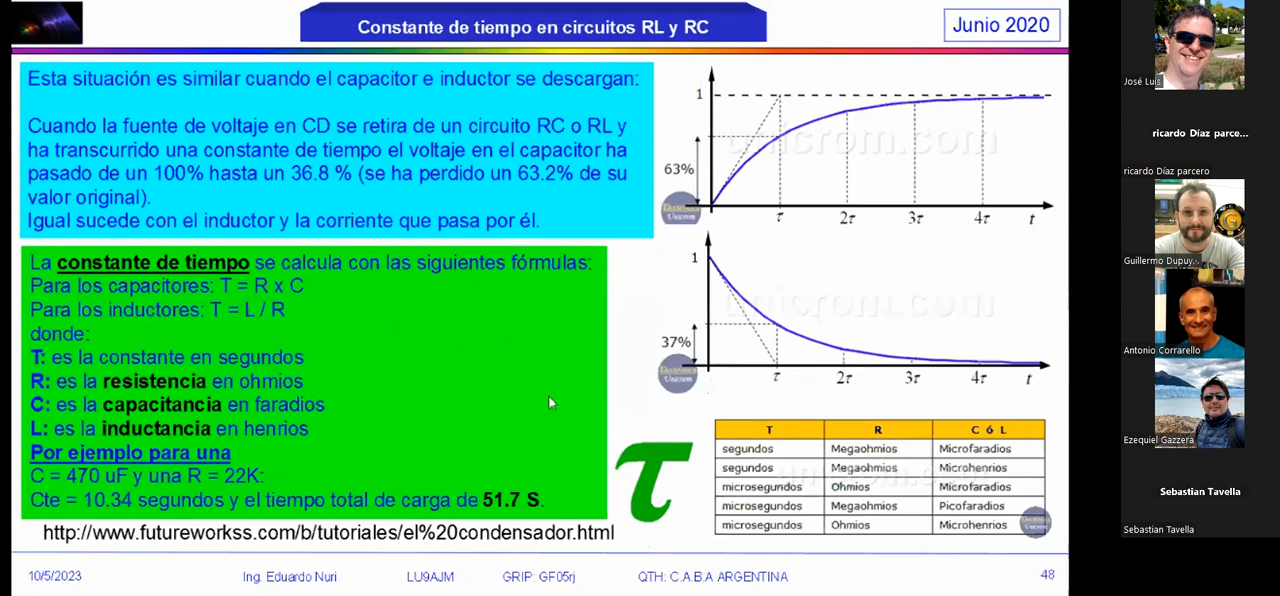 Constante de tiempo en circuitos RL y RC
Junio 2020
Esta situación es similar cuando el capacitor e inductor se descargan:
Cuando la fuente de voltaje en CD se retira de un circuito RC o RL y
ha transcurrido una constante de tiempo el voltaje en el capacitor ha
pasado de un 100% hasta un 36.8 % (se ha perdido un 63.2% de su
valor original).
Igual sucede con el inductor y la corriente que pasa por él.
La constante de tiempo se calcula con las siguientes fórmulas:
Para los capacitores: T = R x C
Para los inductores: T = L / R
donde:
T: es la constante en segundos
R: es la resistencia en ohmios
C: es la capacitancia en faradios
L: es la inductancia en henrios
Por ejemplo para una
C = 470 uF y una R = 22K:
Cte = 10.34 segundos y el tiempo total de carga de 51.7 S.
http://www.futureworkss.com/b/tutoriales/el%20condensador.html
1
63%
τ 2τ 3τ 4τ t
unicrom.com
Unicrom
1
37%
τ 2τ 3τ 4τ t
unicrom.com
Unicrom
τ
T R C ó L
segundos Megaohmios Microfaradios
segundos Megaohmios Microhenrios
microsegundos Ohmios Microfaradios
microsegundos Megaohmios Picofaradios
microsegundos Ohmios Microhenrios
10/5/2023 Ing. Eduardo Nuri LU9AJM GRIP: GF05rj QTH: C.A.B.A ARGENTINA 48
José Luis
ricardo Díaz parce...
ricardo Díaz parcero
Guillermo Dupuy...
Antonio Corrarello
Ezequiel Gazzera
Sebastian Tavella
Sebastian Tavella